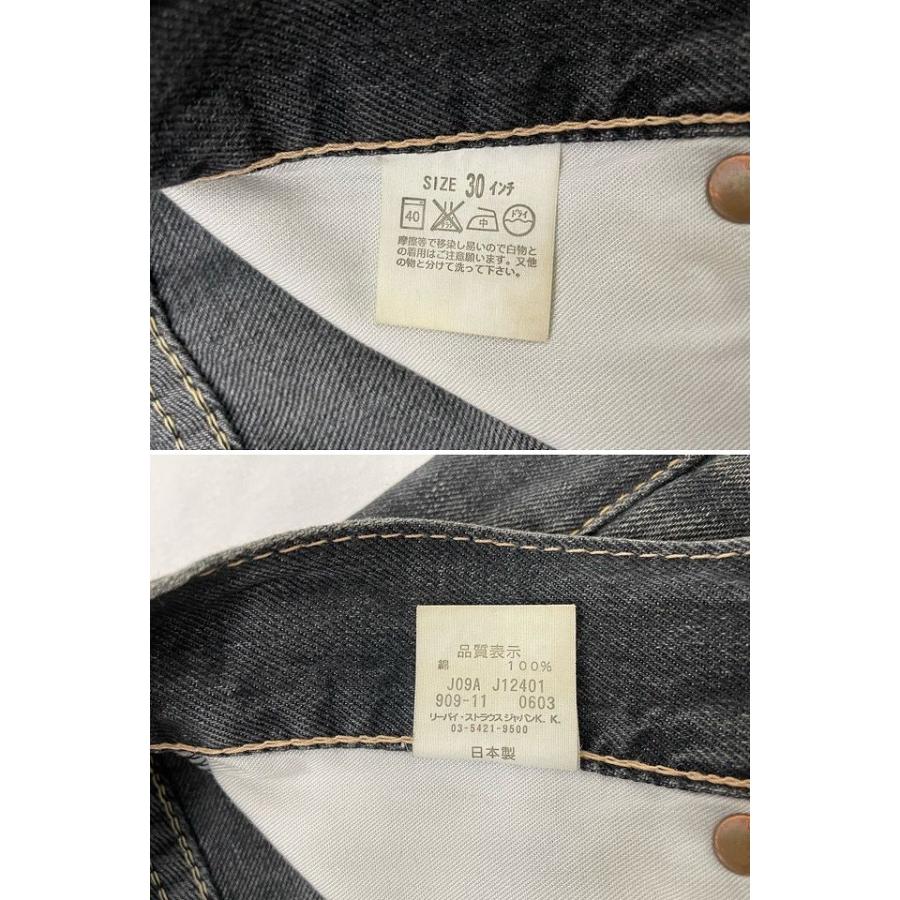 SIZE 30 インチ
40 中 ドライ
摩擦等で移染し易いので白物と
の着用はご注意願います。又他
の物と分けて洗って下さい。
品質表示
綿 100%
J09A J12401
909-11 0603
リーバイ・ストラウス ジャパンK. K.
03-5421-9500
日本製